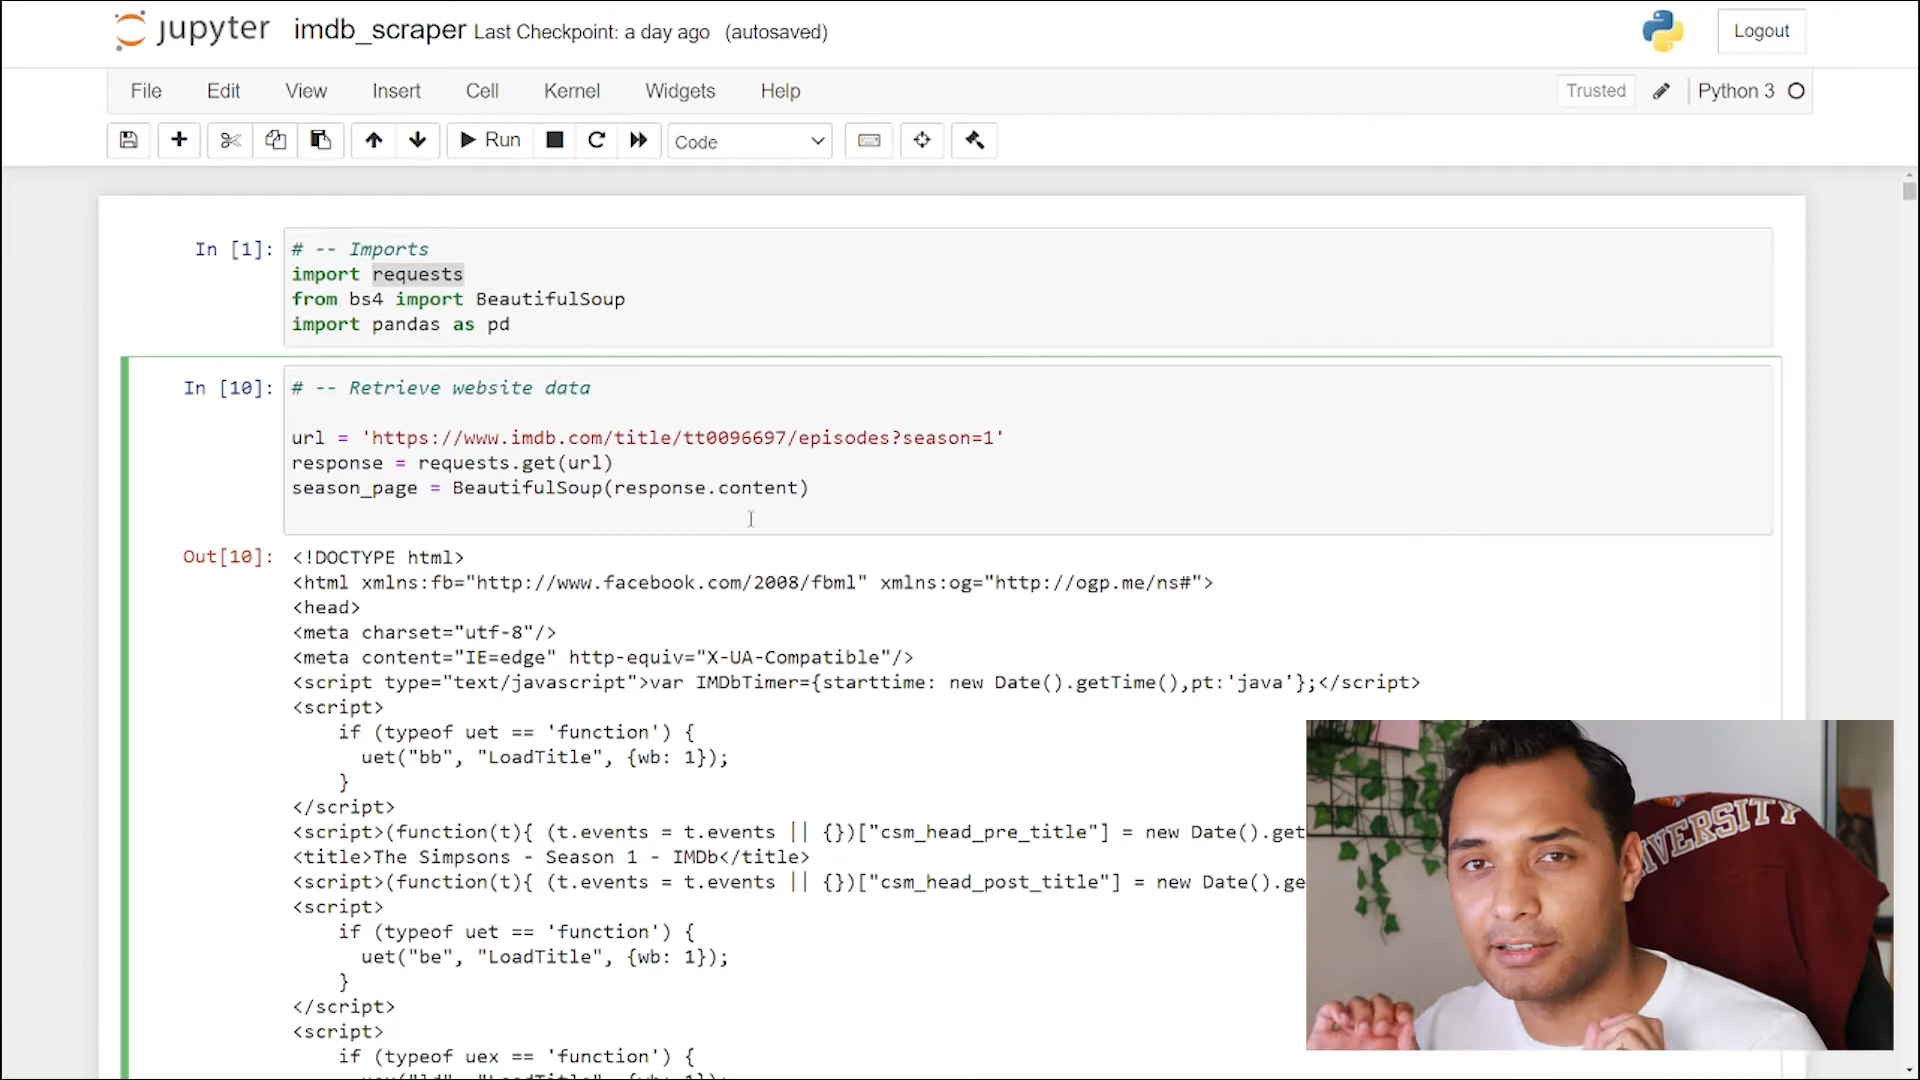 jupyter imdb_scraper Last Checkpoint: a day ago (autosaved)
Logout
File Edit View Insert Cell Kernel Widgets Help
Trusted Python 3
Run Code
In [1]: # -- Imports
import requests
from bs4 import BeautifulSoup
import pandas as pd
In [10]: # -- Retrieve website data
url = 'https://www.imdb.com/title/tt0096697/episodes?season=1'
response = requests.get(url)
season_page = BeautifulSoup(response.content)
Out[10]: <!DOCTYPE html>
<html xmlns:fb="http://www.facebook.com/2008/fbml" xmlns:og="http://ogp.me/ns#">
<head>
<meta charset="utf-8"/>
<meta content="IE=edge" http-equiv="X-UA-Compatible"/>
<script type="text/javascript">var IMDbTimer={starttime: new Date().getTime(),pt:'java'};</script>
<script>
    if (typeof uet == 'function') {
      uet("bb", "LoadTitle", {wb: 1});
    }
</script>
<script>(function(t){ (t.events = t.events || {})["csm_head_pre_title"] = new Date().get
<title>The Simpsons - Season 1 - IMDb</title>
<script>(function(t){ (t.events = t.events || {})["csm_head_post_title"] = new Date().ge
<script>
    if (typeof uet == 'function') {
      uet("be", "LoadTitle", {wb: 1});
    }
</script>
<script>
    if (typeof uex == 'function') {
IVERSITY